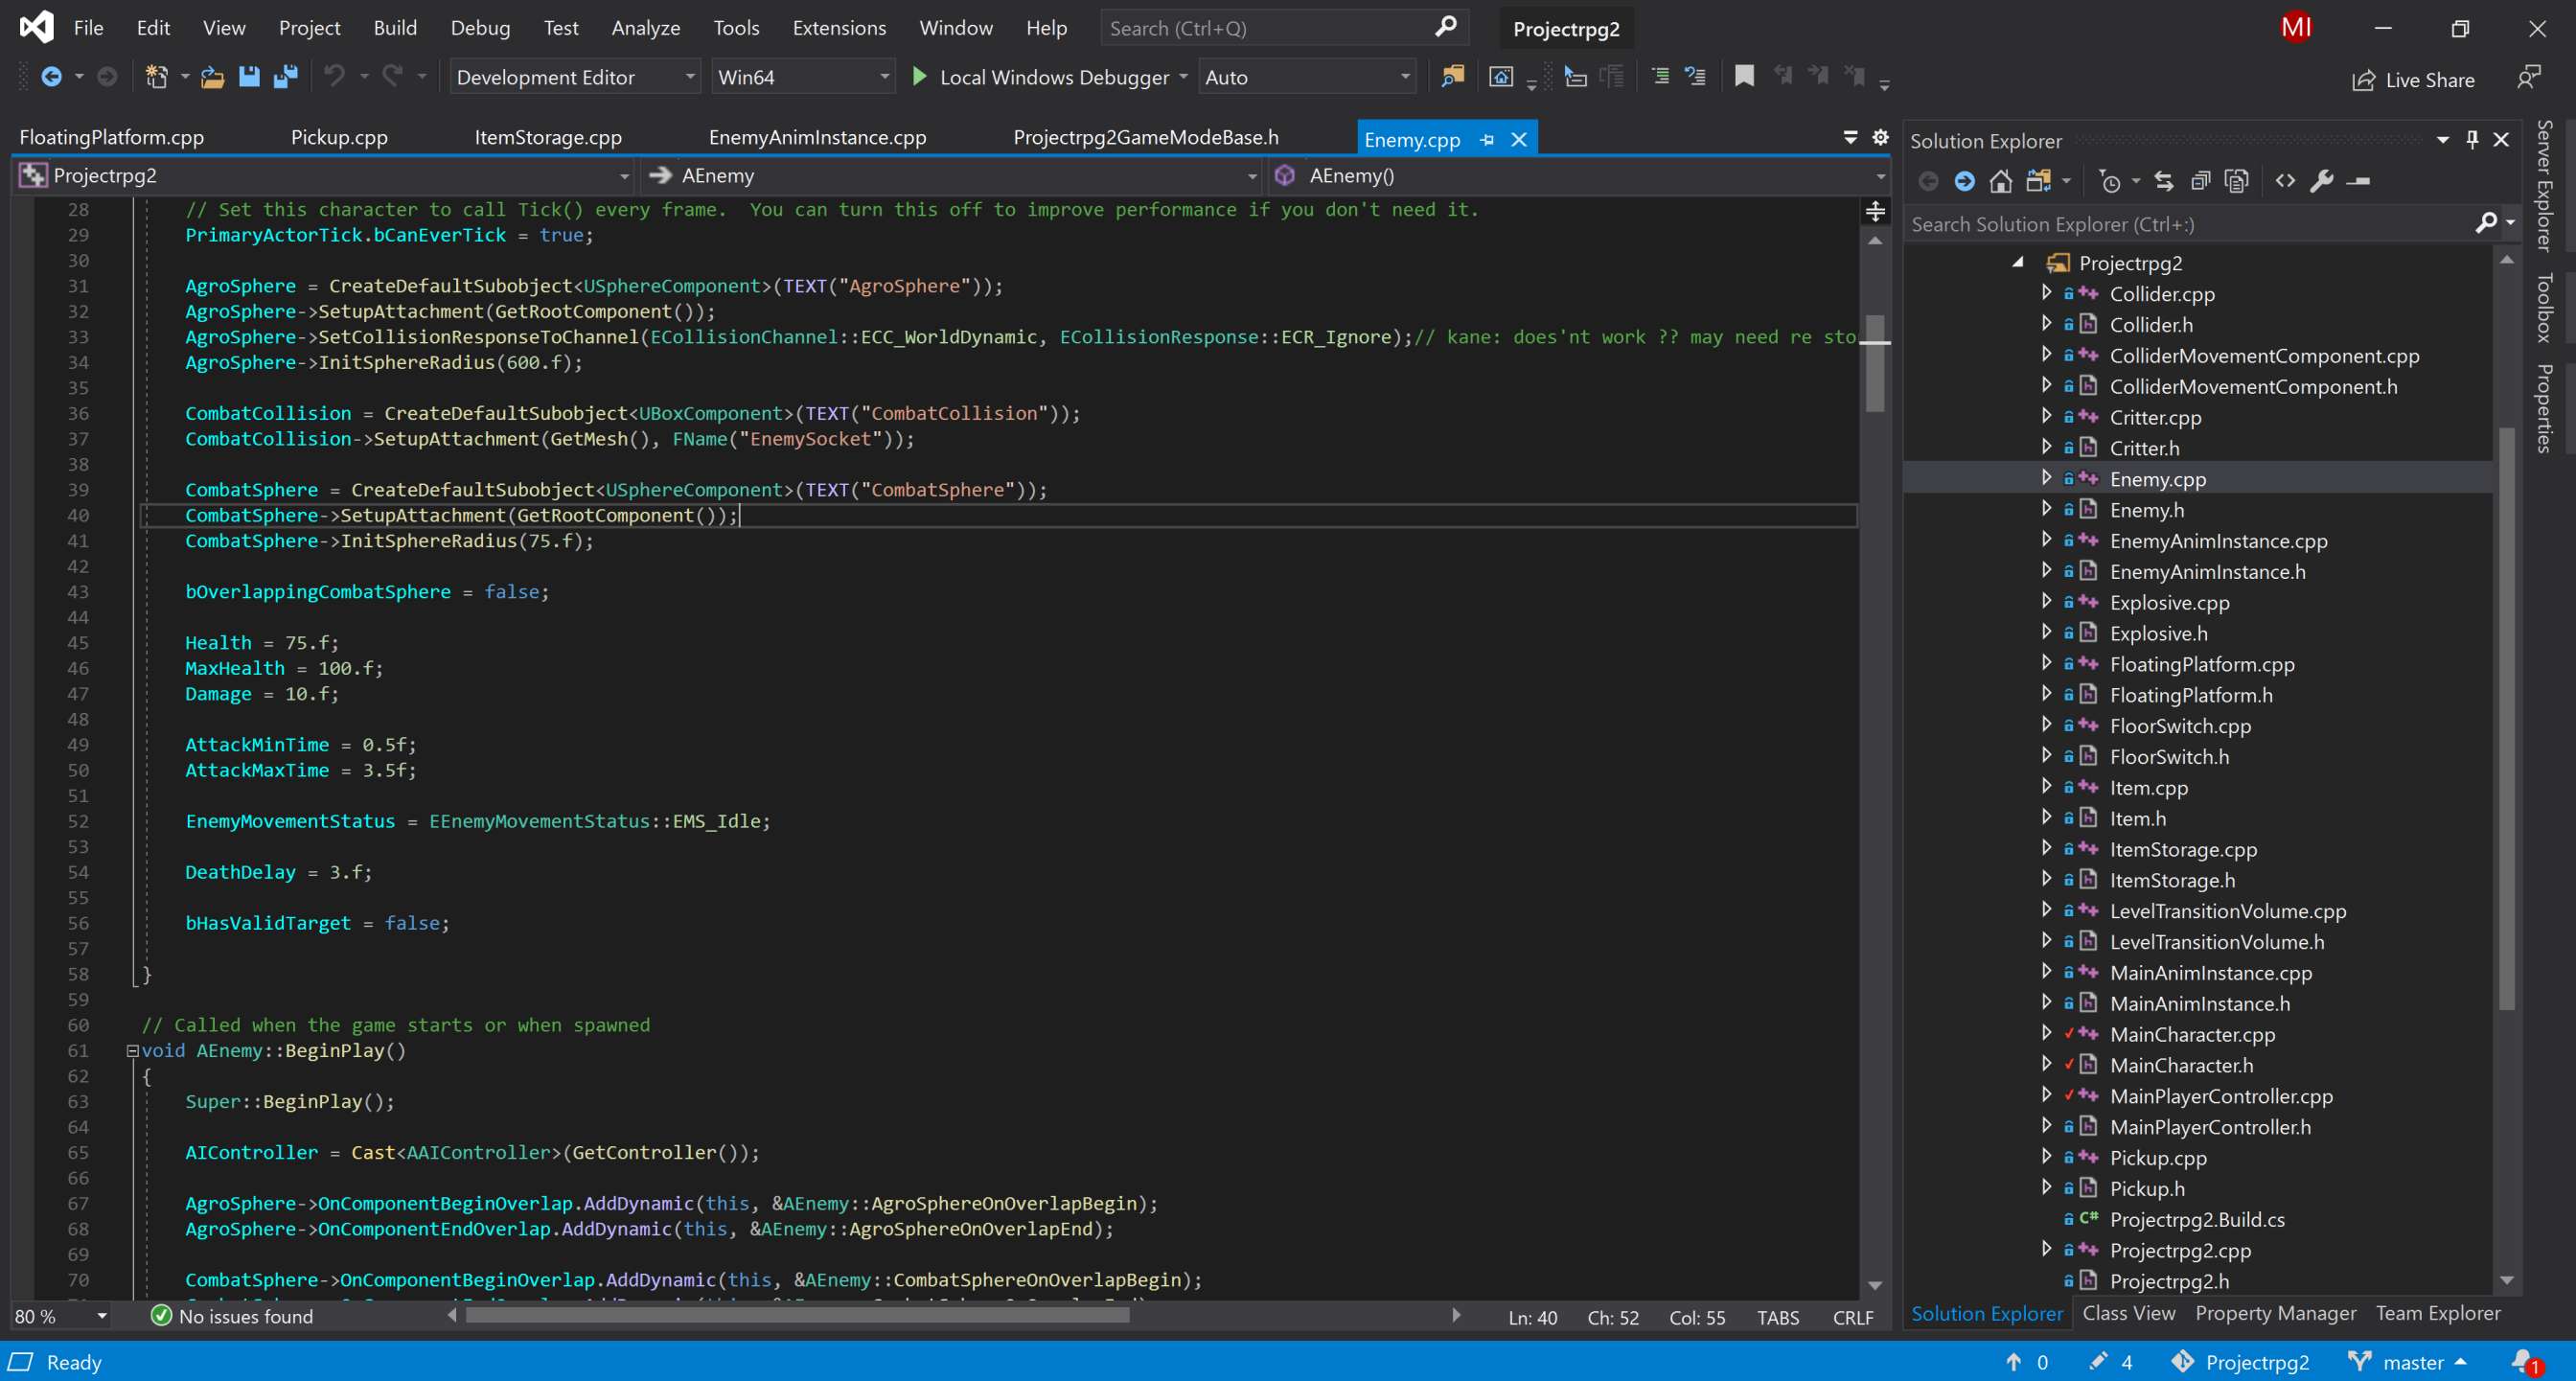 File Edit View Project Build Debug Test Analyze Tools Extensions Window Help Search (Ctrl+Q) Projectrpg2 MI
Development Editor Win64 Local Windows Debugger Auto Live Share
FloatingPlatform.cpp Pickup.cpp ItemStorage.cpp EnemyAnimInstance.cpp Projectrpg2GameModeBase.h Enemy.cpp
Projectrpg2 AEnemy AEnemy()
28 // Set this character to call Tick() every frame.  You can turn this off to improve performance if you don't need it.
29 PrimaryActorTick.bCanEverTick = true;
30
31 AgroSphere = CreateDefaultSubobject<USphereComponent>(TEXT("AgroSphere"));
32 AgroSphere->SetupAttachment(GetRootComponent());
33 AgroSphere->SetCollisionResponseToChannel(ECollisionChannel::ECC_WorldDynamic, ECollisionResponse::ECR_Ignore);// kane: does'nt work ?? may need re sto
34 AgroSphere->InitSphereRadius(600.f);
35
36 CombatCollision = CreateDefaultSubobject<UBoxComponent>(TEXT("CombatCollision"));
37 CombatCollision->SetupAttachment(GetMesh(), FName("EnemySocket"));
38
39 CombatSphere = CreateDefaultSubobject<USphereComponent>(TEXT("CombatSphere"));
40 CombatSphere->SetupAttachment(GetRootComponent());
41 CombatSphere->InitSphereRadius(75.f);
42
43 bOverlappingCombatSphere = false;
44
45 Health = 75.f;
46 MaxHealth = 100.f;
47 Damage = 10.f;
48
49 AttackMinTime = 0.5f;
50 AttackMaxTime = 3.5f;
51
52 EnemyMovementStatus = EEnemyMovementStatus::EMS_Idle;
53
54 DeathDelay = 3.f;
55
56 bHasValidTarget = false;
57
58 }
59
60 // Called when the game starts or when spawned
61 void AEnemy::BeginPlay()
62 {
63 Super::BeginPlay();
64
65 AIController = Cast<AAIController>(GetController());
66
67 AgroSphere->OnComponentBeginOverlap.AddDynamic(this, &AEnemy::AgroSphereOnOverlapBegin);
68 AgroSphere->OnComponentEndOverlap.AddDynamic(this, &AEnemy::AgroSphereOnOverlapEnd);
69
70 CombatSphere->OnComponentBeginOverlap.AddDynamic(this, &AEnemy::CombatSphereOnOverlapBegin);
80 % No issues found Ln: 40 Ch: 52 Col: 55 TABS CRLF
Solution Explorer
Search Solution Explorer (Ctrl+:)
Projectrpg2
Collider.cpp
Collider.h
ColliderMovementComponent.cpp
ColliderMovementComponent.h
Critter.cpp
Critter.h
Enemy.cpp
Enemy.h
EnemyAnimInstance.cpp
EnemyAnimInstance.h
Explosive.cpp
Explosive.h
FloatingPlatform.cpp
FloatingPlatform.h
FloorSwitch.cpp
FloorSwitch.h
Item.cpp
Item.h
ItemStorage.cpp
ItemStorage.h
LevelTransitionVolume.cpp
LevelTransitionVolume.h
MainAnimInstance.cpp
MainAnimInstance.h
MainCharacter.cpp
MainCharacter.h
MainPlayerController.cpp
MainPlayerController.h
Pickup.cpp
Pickup.h
C# Projectrpg2.Build.cs
Projectrpg2.cpp
Projectrpg2.h
Solution Explorer Class View Property Manager Team Explorer
Server Explorer
Toolbox
Properties
Ready 0 4 Projectrpg2 master 1